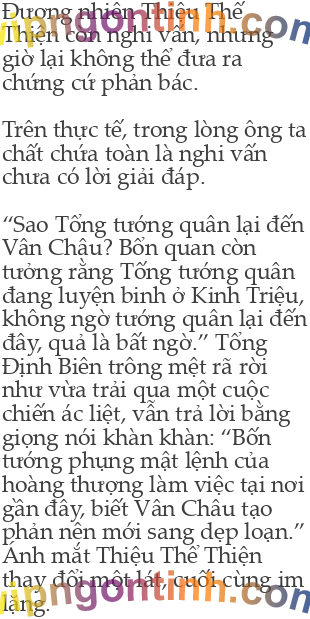 Đương nhiên Thiệu Thế
Thiện còn nghi vấn, nhưng
giờ lại không thể đưa ra
chứng cứ phản bác.
Trên thực tế, trong lòng ông ta
chất chứa toàn là nghi vấn
chưa có lời giải đáp.
“Sao Tổng tướng quân lại đến
Vân Châu? Bổn quan còn
tưởng rằng Tống tướng quân
đang luyện binh ở Kinh Triệu,
không ngờ tướng quân lại đến
đây, quả là bất ngờ.” Tổng
Định Biên trông mệt rã rời
như vừa trải qua một cuộc
chiến ác liệt, vẫn trả lời bằng
giọng nói khàn khàn: “Bốn
tướng phụng mật lệnh của
hoàng thượng làm việc tại nơi
gần đây, biết Vân Châu tạo
phản nên mới sang dẹp loạn.”
Ánh mắt Thiệu Thể Thiện
thay đổi một lát, cuối cùng im
lặng.
vipngontinh.com
vipngontinh.com